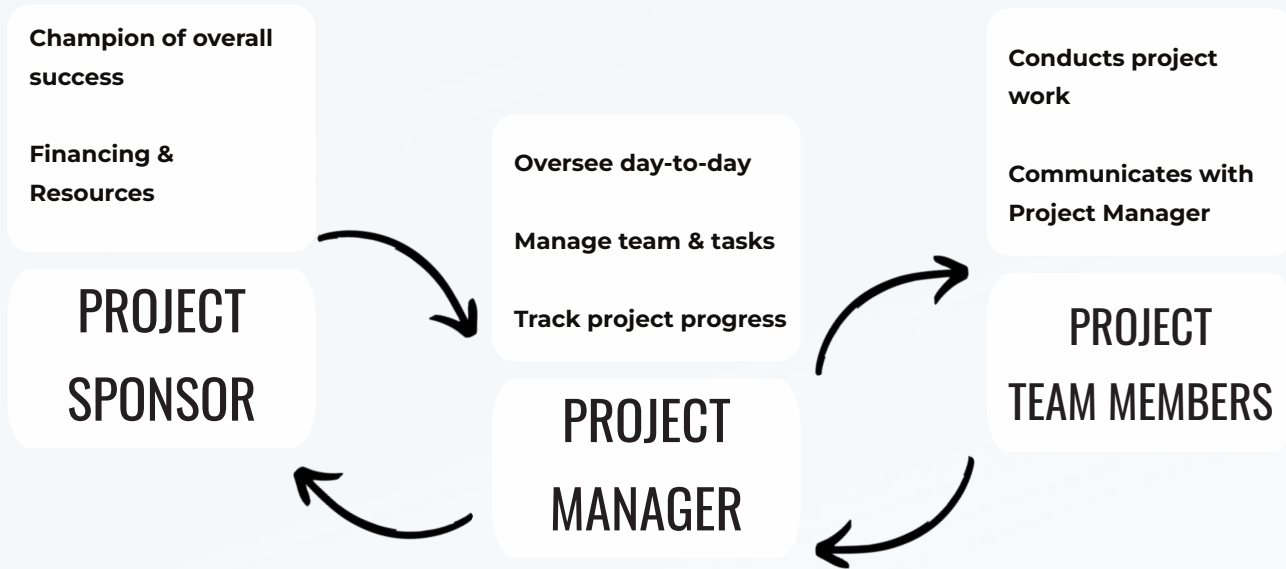 Champion of overall
success
Financing &
Resources
PROJECT
SPONSOR
Oversee day-to-day
Manage team & tasks
Track project progress
PROJECT
MANAGER
Conducts project
work
Communicates with
Project Manager
PROJECT
TEAM MEMBERS